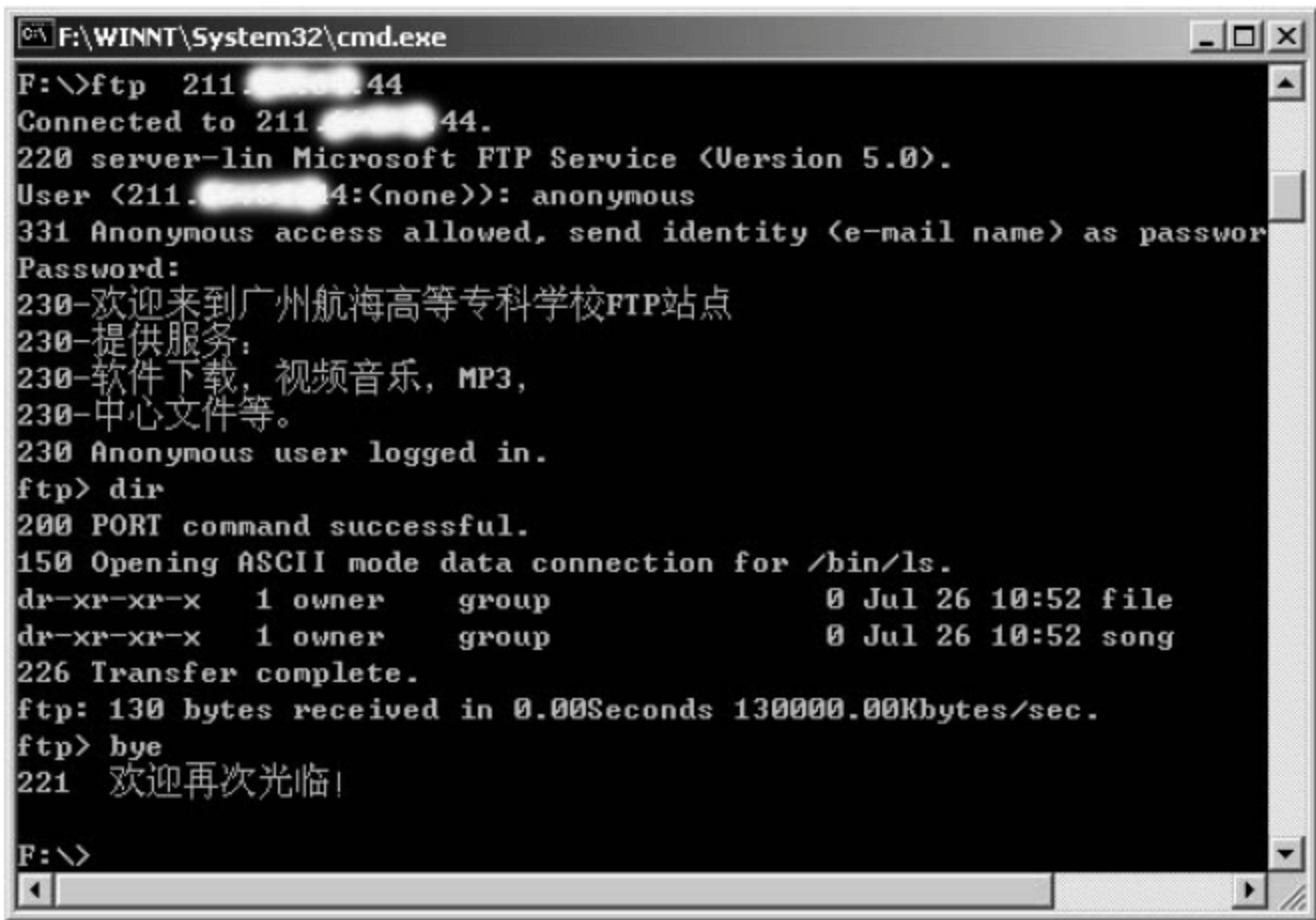 F:\WINNT\System32\cmd.exe
F:\>ftp 211. .44
Connected to 211. 44.
220 server-lin Microsoft FTP Service (Version 5.0).
User (211. 4:(none)): anonymous
331 Anonymous access allowed, send identity (e-mail name) as passwor
Password:
230-欢迎来到广州航海高等专科学校FTP站点
230-提供服务：
230-软件下载，视频音乐，MP3，
230-中心文件等。
230 Anonymous user logged in.
ftp> dir
200 PORT command successful.
150 Opening ASCII mode data connection for /bin/ls.
dr-xr-xr-x 1 owner group 0 Jul 26 10:52 file
dr-xr-xr-x 1 owner group 0 Jul 26 10:52 song
226 Transfer complete.
ftp: 130 bytes received in 0.00Seconds 130000.00Kbytes/sec.
ftp> bye
221 欢迎再次光临！
F:\>